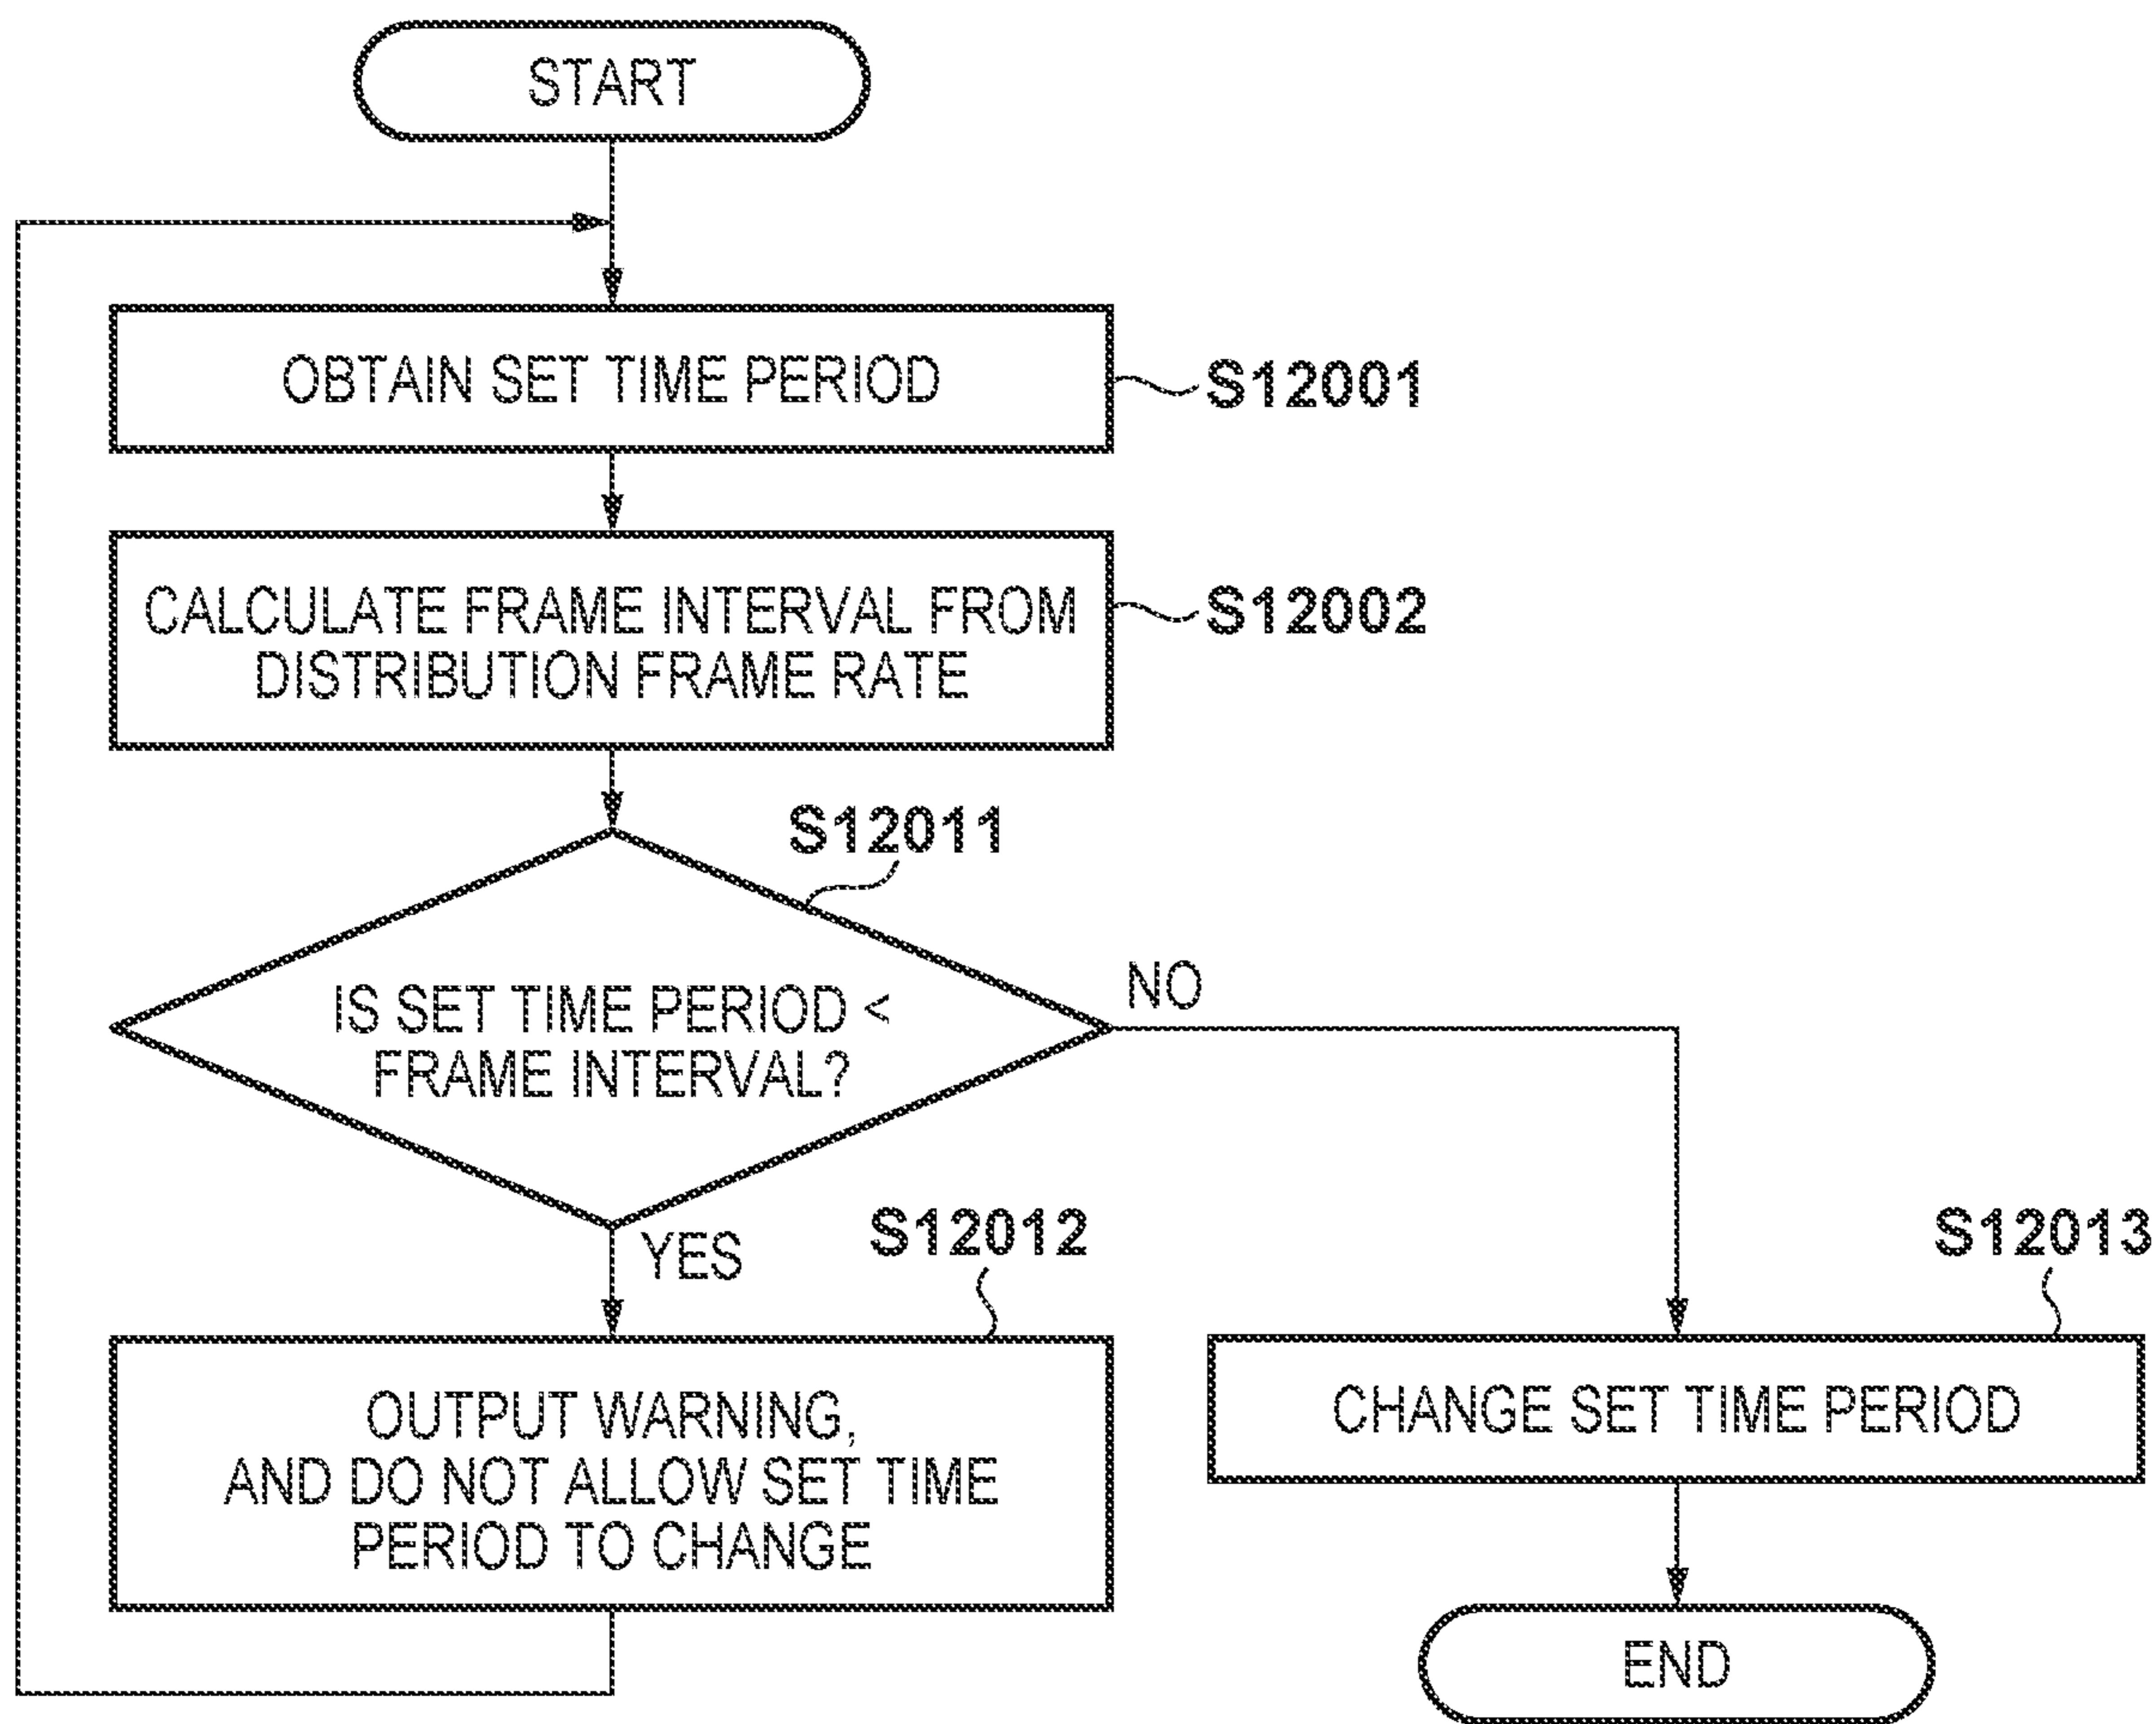 START
OBTAIN SET TIME PERIOD
S12001
CALCULATE FRAME INTERVAL FROM
DISTRIBUTION FRAME RATE
S12002
S12011
IS SET TIME PERIOD <
FRAME INTERVAL?
NO
YES
S12012
OUTPUT WARNING,
AND DO NOT ALLOW SET TIME
PERIOD TO CHANGE
S12013
CHANGE SET TIME PERIOD
END